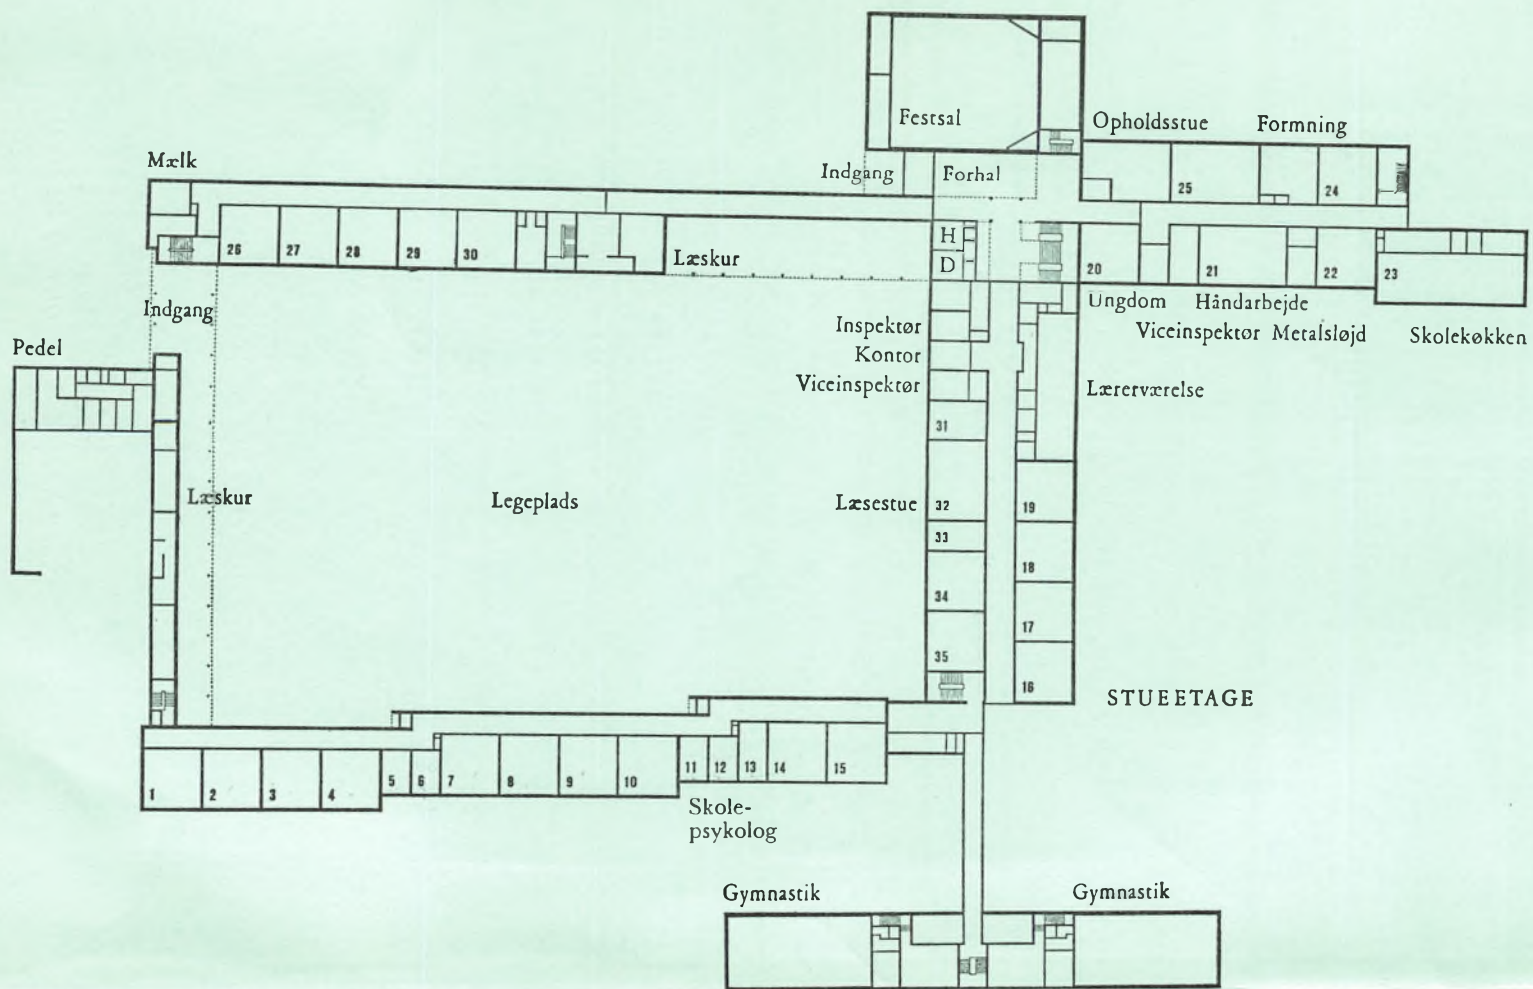 Festsal
Opholdsstue
Formning
Mælk
Indgang
Forhal
25
24
26
27
28
29
30
Læskur
H
D
20
21
22
23
Ungdom
Håndarbejde
Viceinspektør
Metalsløjd
Skolekøkken
Indgang
Inspektør
Kontor
Viceinspektør
Pedel
Lærerværelse
31
Læskur
Legeplads
Læsestue
32
19
33
18
34
17
35
16
STUEETAGE
1
2
3
4
5
6
7
8
9
10
11
12
13
14
15
Skole-
psykolog
Gymnastik
Gymnastik